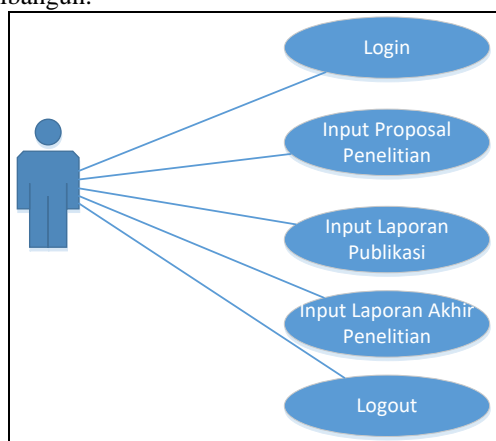 Login
Input Proposal
Penelitian
Input Laporan
Publikasi
Input Laporan Akhir
Penelitian
Logout